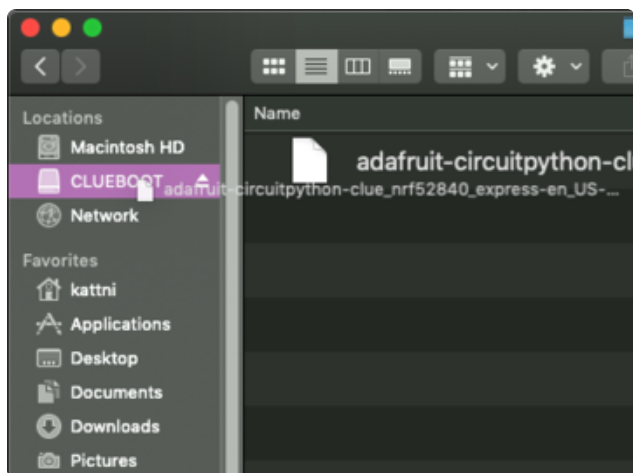 Name
adafruit-circuitpython-cl
Locations
Macintosh HD
CLUEBOOT
adafruit-circuitpython-clue_nrf52840_express-en_US-...
Network
Favorites
kattni
Applications
Desktop
Documents
Downloads
Pictures